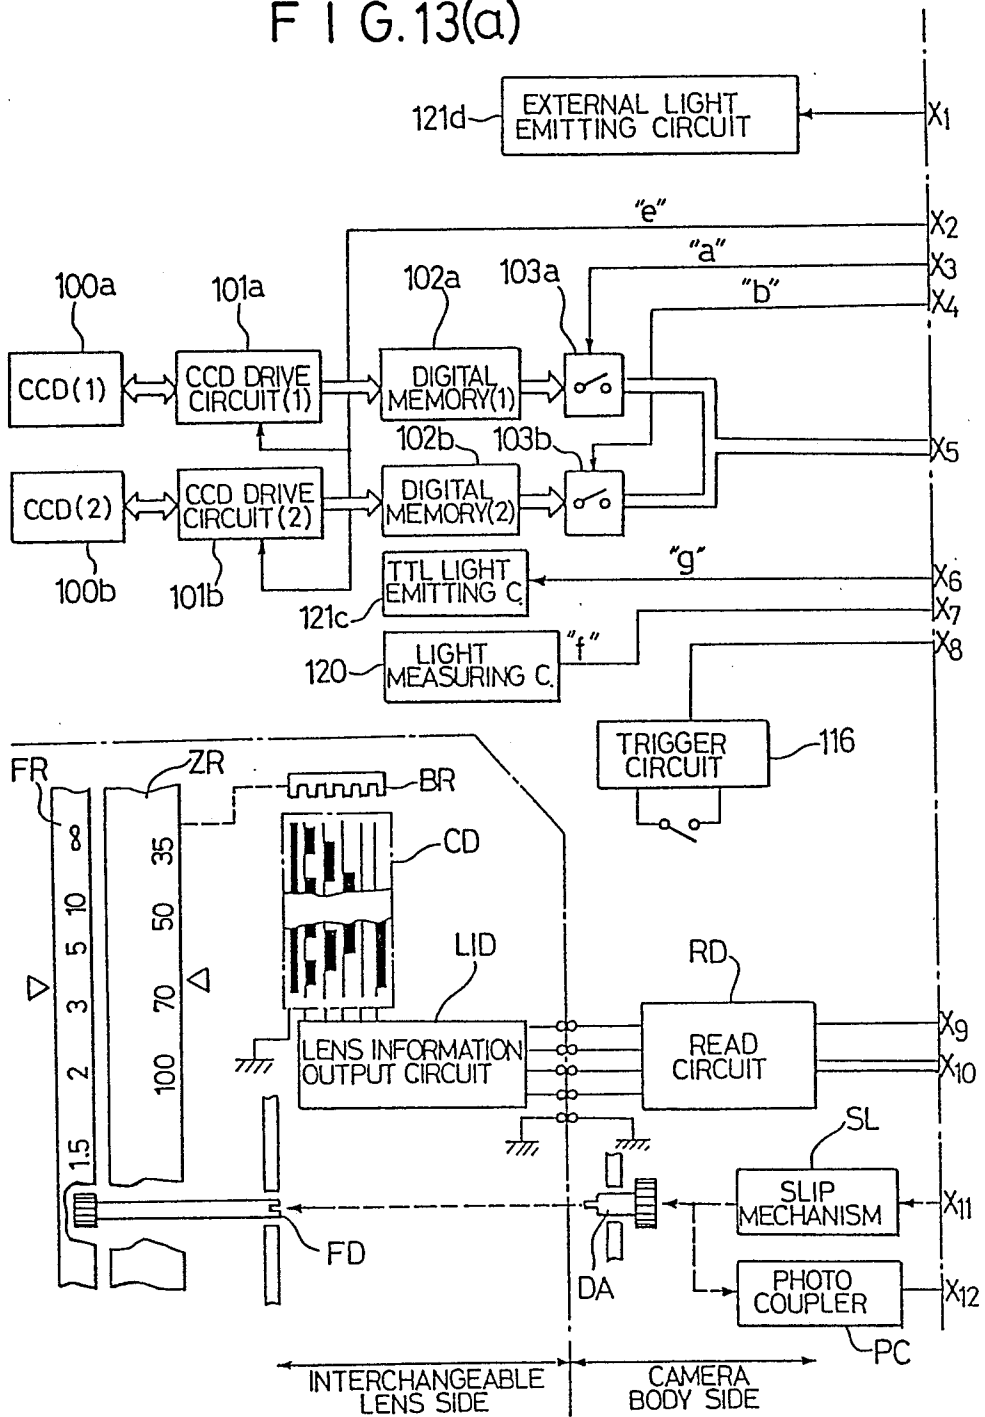 F I G.13(a)
EXTERNAL LIGHT
EMITTING CIRCUIT
121d
X1
"e"
X2
"a"
X3
"b"
X4
100a
101a
102a
103a
CCD(1)
CCD DRIVE
CIRCUIT(1)
DIGITAL
MEMORY(1)
102b
103b
X5
CCD(2)
CCD DRIVE
CIRCUIT(2)
DIGITAL
MEMORY(2)
100b
101b
TTL LIGHT
EMITTING C.
121c
"g"
X6
X7
LIGHT
MEASURING C.
120
"f"
X8
TRIGGER
CIRCUIT
116
FR
ZR
BR
CD
∞
10
5
3
2
1.5
35
50
70
100
LID
LENS INFORMATION
OUTPUT CIRCUIT
RD
READ
CIRCUIT
X9
X10
SL
SLIP
MECHANISM
X11
FD
DA
PHOTO
COUPLER
X12
PC
INTERCHANGEABLE
LENS SIDE
CAMERA
BODY SIDE